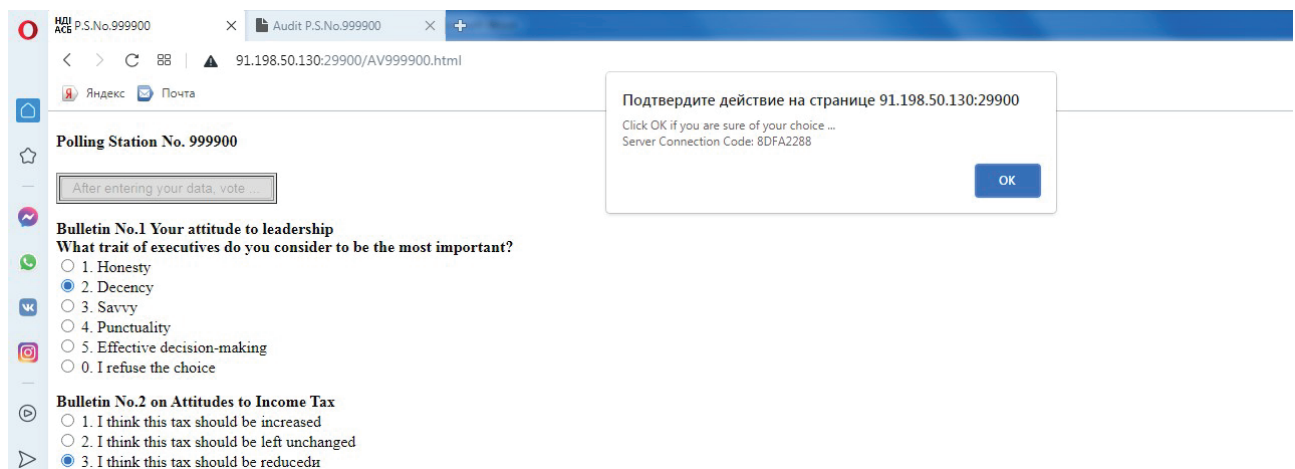 НДІ
АСБ P.S.No.999900
Audit P.S.No.999900
91.198.50.130:29900/AV999900.html
Я Яндекс Почта
Подтвердите действие на странице 91.198.50.130:29900
Click OK if you are sure of your choice ...
Server Connection Code: 8DFA2288
OK
Polling Station No. 999900
After entering your data, vote ...
Bulletin No.1 Your attitude to leadership
What trait of executives do you consider to be the most important?
1. Honesty
2. Decency
3. Savvy
4. Punctuality
5. Effective decision-making
0. I refuse the choice
Bulletin No.2 on Attitudes to Income Tax
1. I think this tax should be increased
2. I think this tax should be left unchanged
3. I think this tax should be reducedи